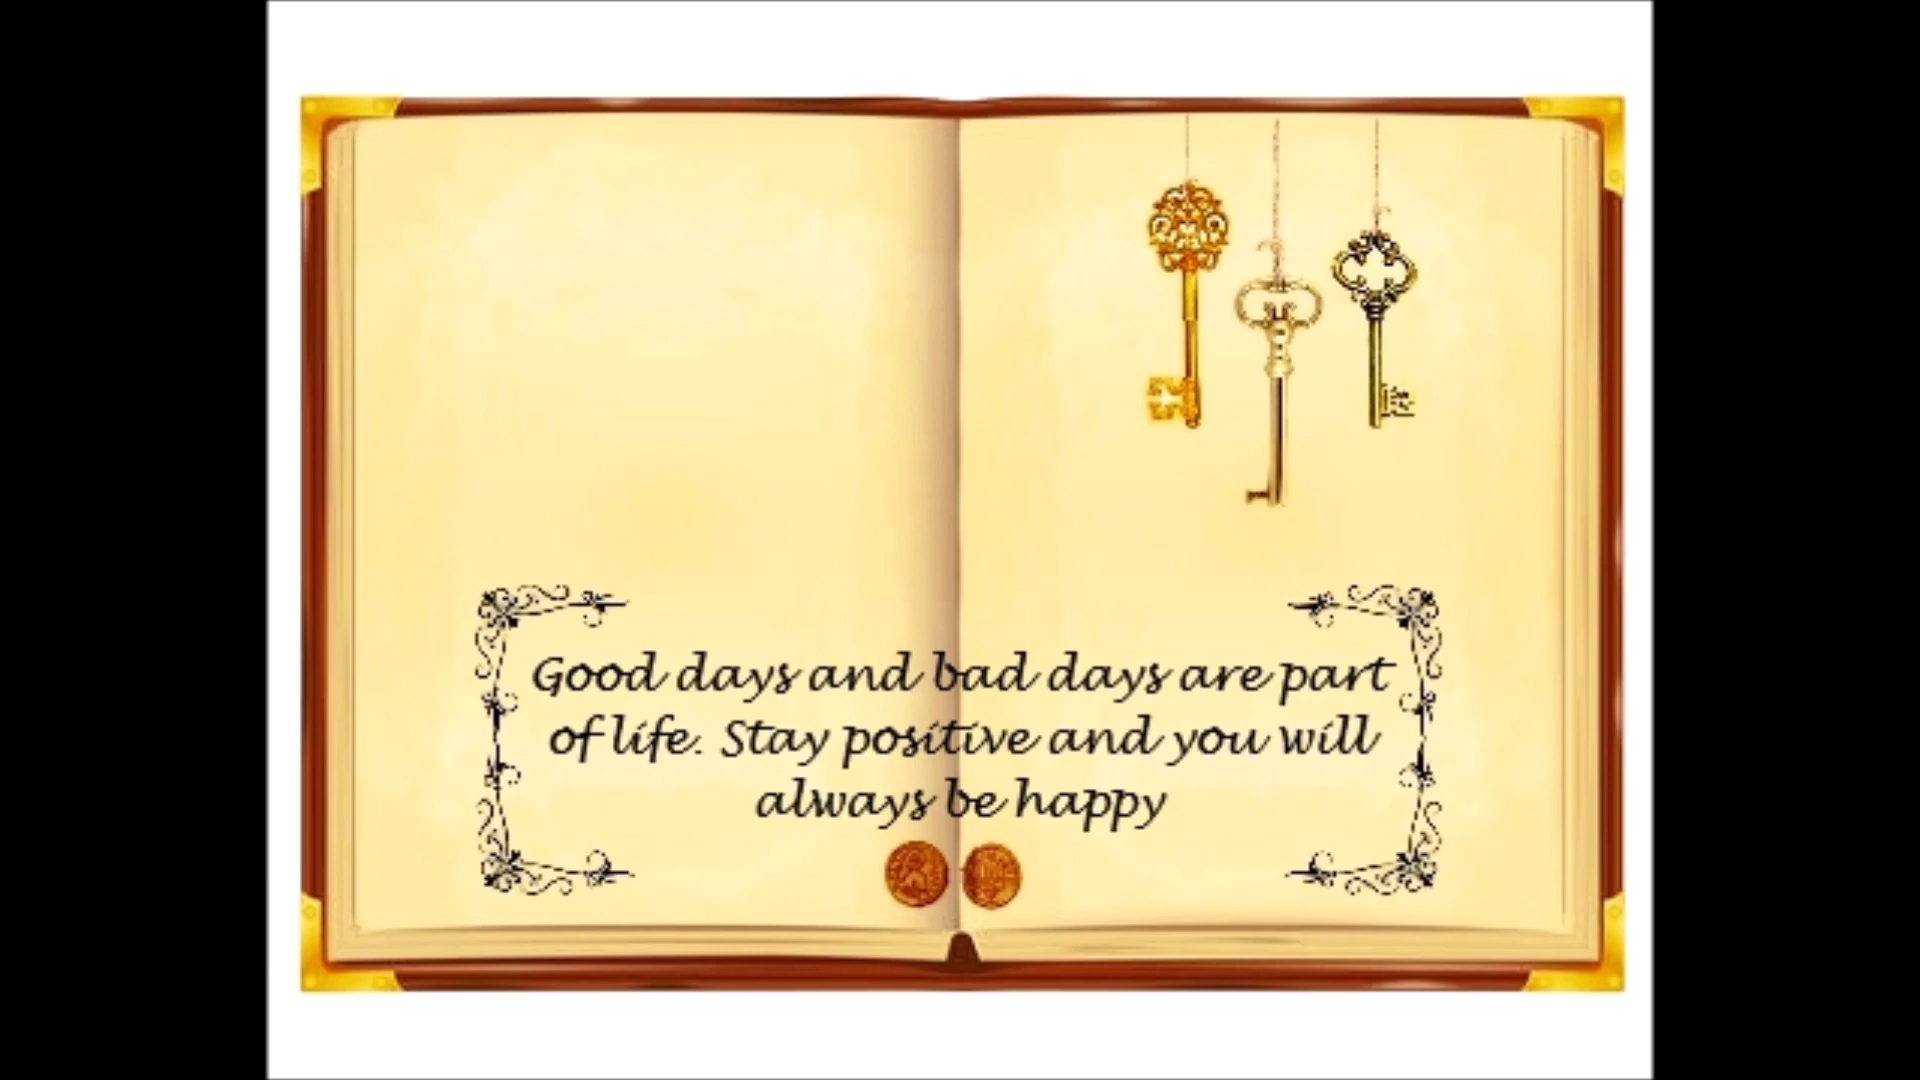 Good days and bad days are part
of life. Stay positive and you will
always be happy